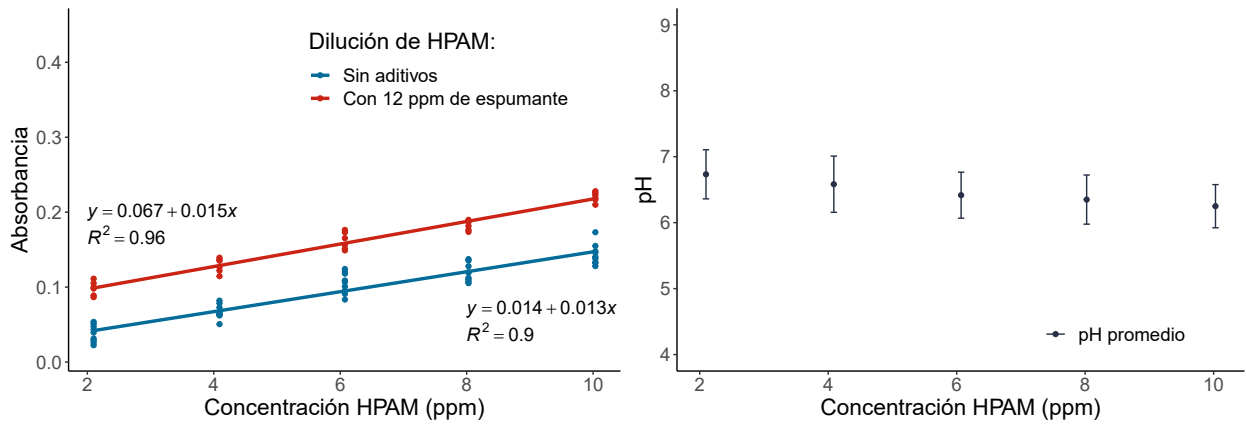 Dilución de HPAM:
Sin aditivos
Con 12 ppm de espumante
y = 0.067 + 0.015x
R² = 0.96
y = 0.014 + 0.013x
R² = 0.9
Absorbancia
0.4
0.3
0.2
0.1
0.0
2 4 6 8 10
Concentración HPAM (ppm)
pH
9
8
7
6
5
4
pH promedio
2 4 6 8 10
Concentración HPAM (ppm)